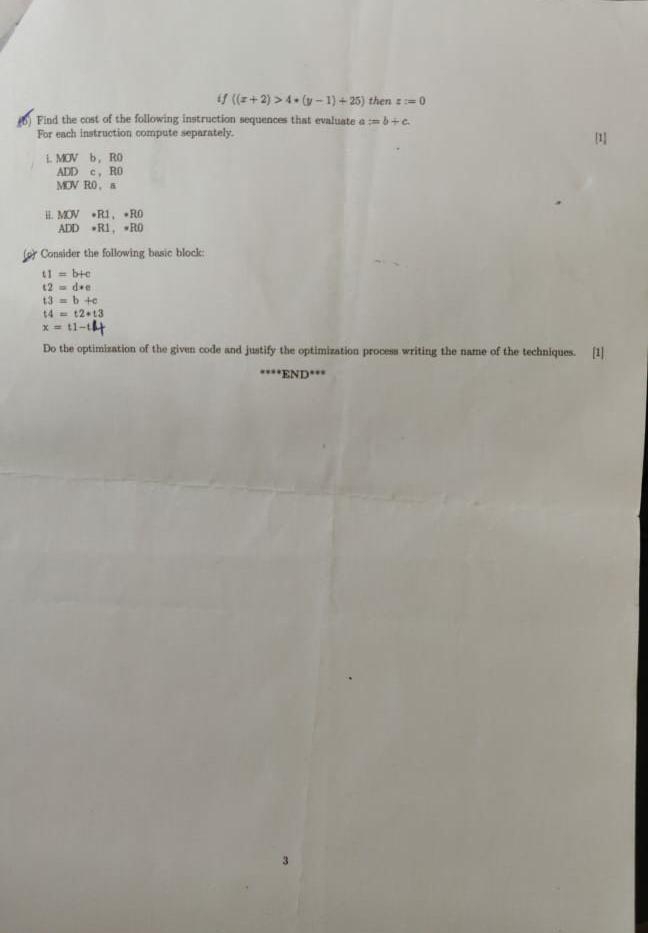 if ((x + 2) > 4 * (y − 1) + 25) then z := 0
(b) Find the cost of the following instruction sequences that evaluate a := b + c.
For each instruction compute separately. [1]
i. MOV b, R0
ADD c, R0
MOV R0, a
ii. MOV *R1, *R0
ADD *R1, *R0
(c) Consider the following basic block:
t1 = b+c
t2 = d*e
t3 = b +c
t4 = t2*t3
x = t1-t4
Do the optimization of the given code and justify the optimization process writing the name of the techniques. [1]
****END***
3